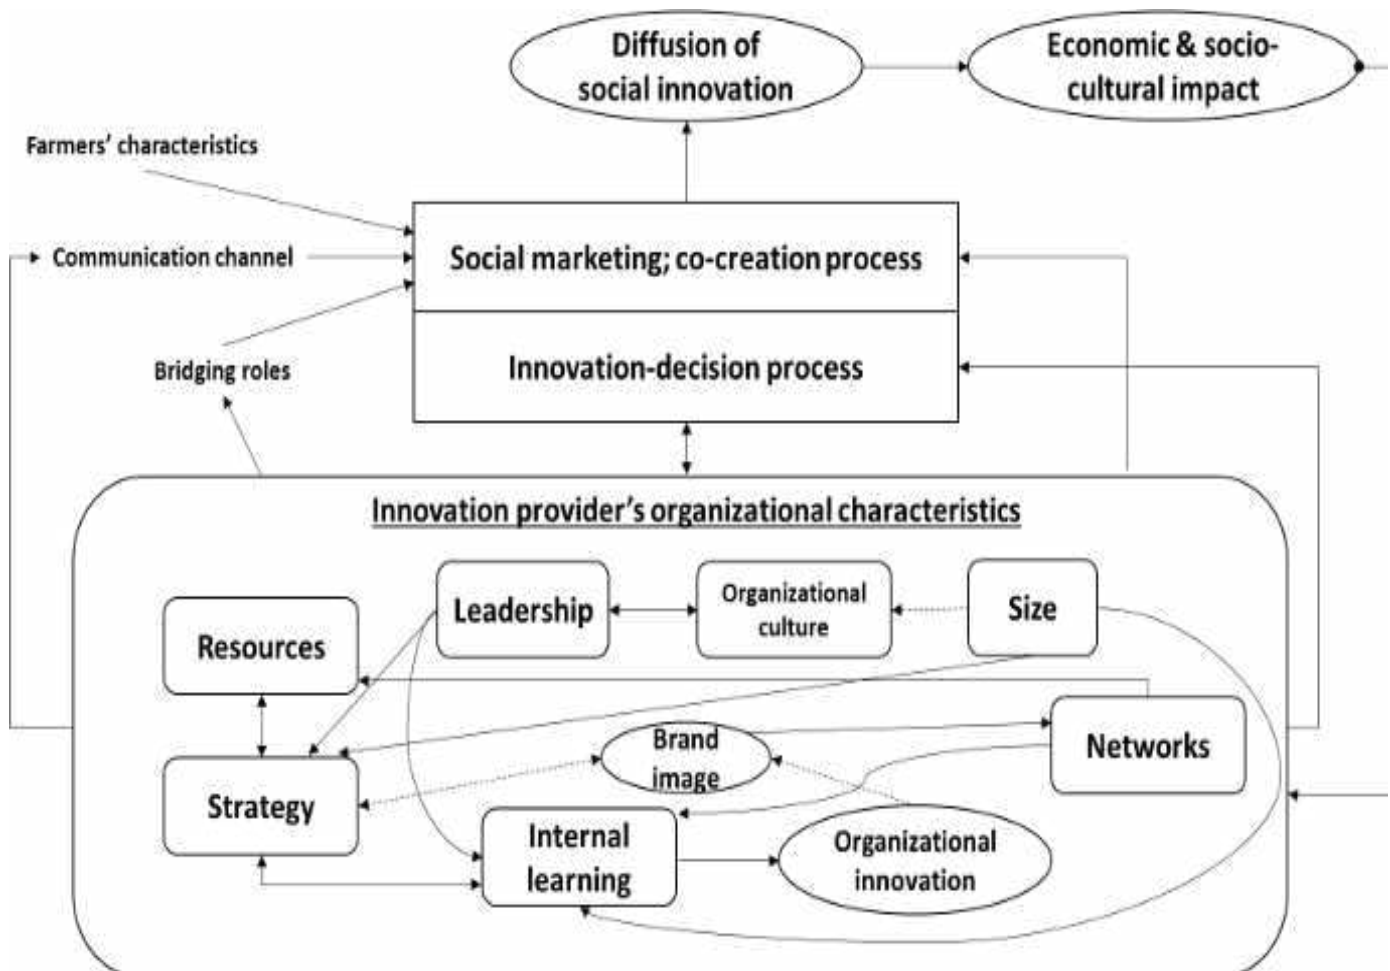 Diffusion of
social innovation
Economic & socio-
cultural impact
Farmers' characteristics
Communication channel
Social marketing; co-creation process
Bridging roles
Innovation-decision process
Innovation provider's organizational characteristics
Resources
Leadership
Organizational
culture
Size
Strategy
Brand
image
Networks
Internal
learning
Organizational
innovation